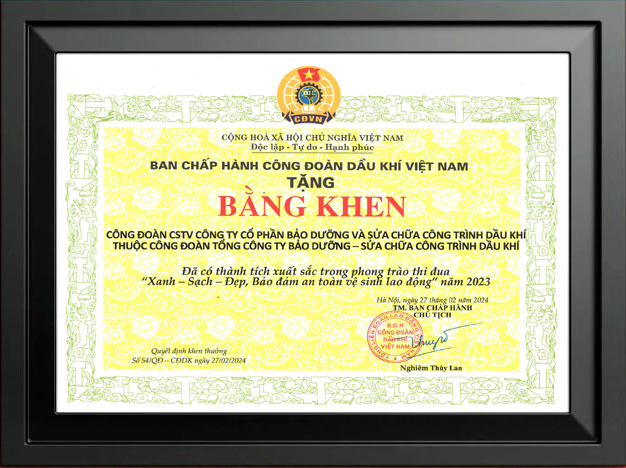 CĐVN
CỘNG HOÀ XÃ HỘI CHỦ NGHĨA VIỆT NAM
Độc lập - Tự do - Hạnh phúc
BAN CHẤP HÀNH CÔNG ĐOÀN DẦU KHÍ VIỆT NAM
TẶNG
BẰNG KHEN
CÔNG ĐOÀN CSTV CÔNG TY CỔ PHẦN BẢO DƯỠNG VÀ SỬA CHỮA CÔNG TRÌNH DẦU KHÍ
THUỘC CÔNG ĐOÀN TỔNG CÔNG TY BẢO DƯỠNG – SỬA CHỮA CÔNG TRÌNH DẦU KHÍ
Đã có thành tích xuất sắc trong phong trào thi đua
“Xanh – Sạch – Đẹp, Bảo đảm an toàn vệ sinh lao động” năm 2023
Hà Nội, ngày 27 tháng 02 năm 2024
TM. BAN CHẤP HÀNH
CHỦ TỊCH
B.C.H
CÔNG ĐOÀN
DẦU KHÍ
VIỆT NAM
Quyết định khen thưởng
Số 54/QĐ – CĐDK ngày 27/02/2024
Nghiêm Thùy Lan